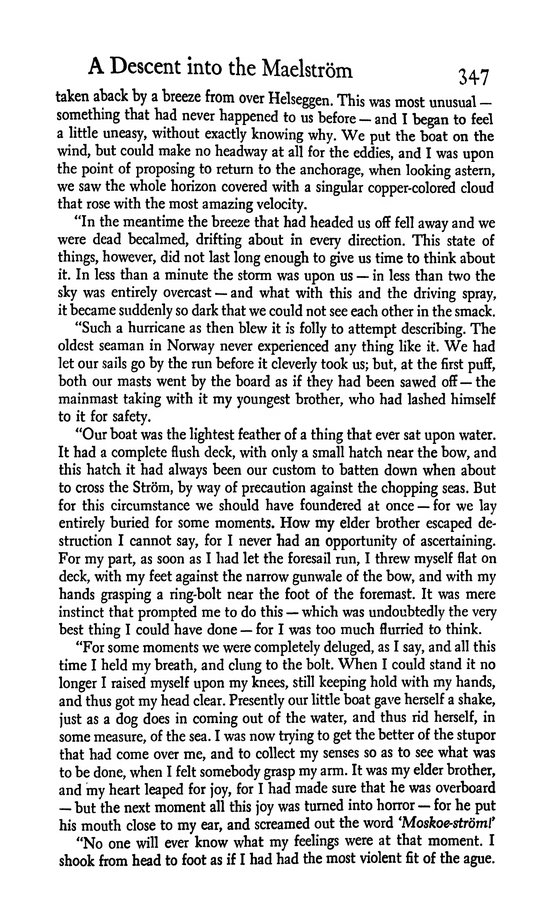 A Descent into the Maelström
347
taken aback by a breeze from over Helseggen. This was most unusual —
something that had never happened to us before — and I began to feel
a little uneasy, without exactly knowing why. We put the boat on the
wind, but could make no headway at all for the eddies, and I was upon
the point of proposing to return to the anchorage, when looking astern,
we saw the whole horizon covered with a singular copper-colored cloud
that rose with the most amazing velocity.
“In the meantime the breeze that had headed us off fell away and we
were dead becalmed, drifting about in every direction. This state of
things, however, did not last long enough to give us time to think about
it. In less than a minute the storm was upon us — in less than two the
sky was entirely overcast — and what with this and the driving spray,
it became suddenly so dark that we could not see each other in the smack.
“Such a hurricane as then blew it is folly to attempt describing. The
oldest seaman in Norway never experienced any thing like it. We had
let our sails go by the run before it cleverly took us; but, at the first puff,
both our masts went by the board as if they had been sawed off — the
mainmast taking with it my youngest brother, who had lashed himself
to it for safety.
“Our boat was the lightest feather of a thing that ever sat upon water.
It had a complete flush deck, with only a small hatch near the bow, and
this hatch it had always been our custom to batten down when about
to cross the Ström, by way of precaution against the chopping seas. But
for this circumstance we should have foundered at once — for we lay
entirely buried for some moments. How my elder brother escaped de-
struction I cannot say, for I never had an opportunity of ascertaining.
For my part, as soon as I had let the foresail run, I threw myself flat on
deck, with my feet against the narrow gunwale of the bow, and with my
hands grasping a ring-bolt near the foot of the foremast. It was mere
instinct that prompted me to do this — which was undoubtedly the very
best thing I could have done — for I was too much flurried to think.
“For some moments we were completely deluged, as I say, and all this
time I held my breath, and clung to the bolt. When I could stand it no
longer I raised myself upon my knees, still keeping hold with my hands,
and thus got my head clear. Presently our little boat gave herself a shake,
just as a dog does in coming out of the water, and thus rid herself, in
some measure, of the sea. I was now trying to get the better of the stupor
that had come over me, and to collect my senses so as to see what was
to be done, when I felt somebody grasp my arm. It was my elder brother,
and my heart leaped for joy, for I had made sure that he was overboard
— but the next moment all this joy was turned into horror — for he put
his mouth close to my ear, and screamed out the word ‘Moskoe-ström!’
“No one will ever know what my feelings were at that moment. I
shook from head to foot as if I had had the most violent fit of the ague.